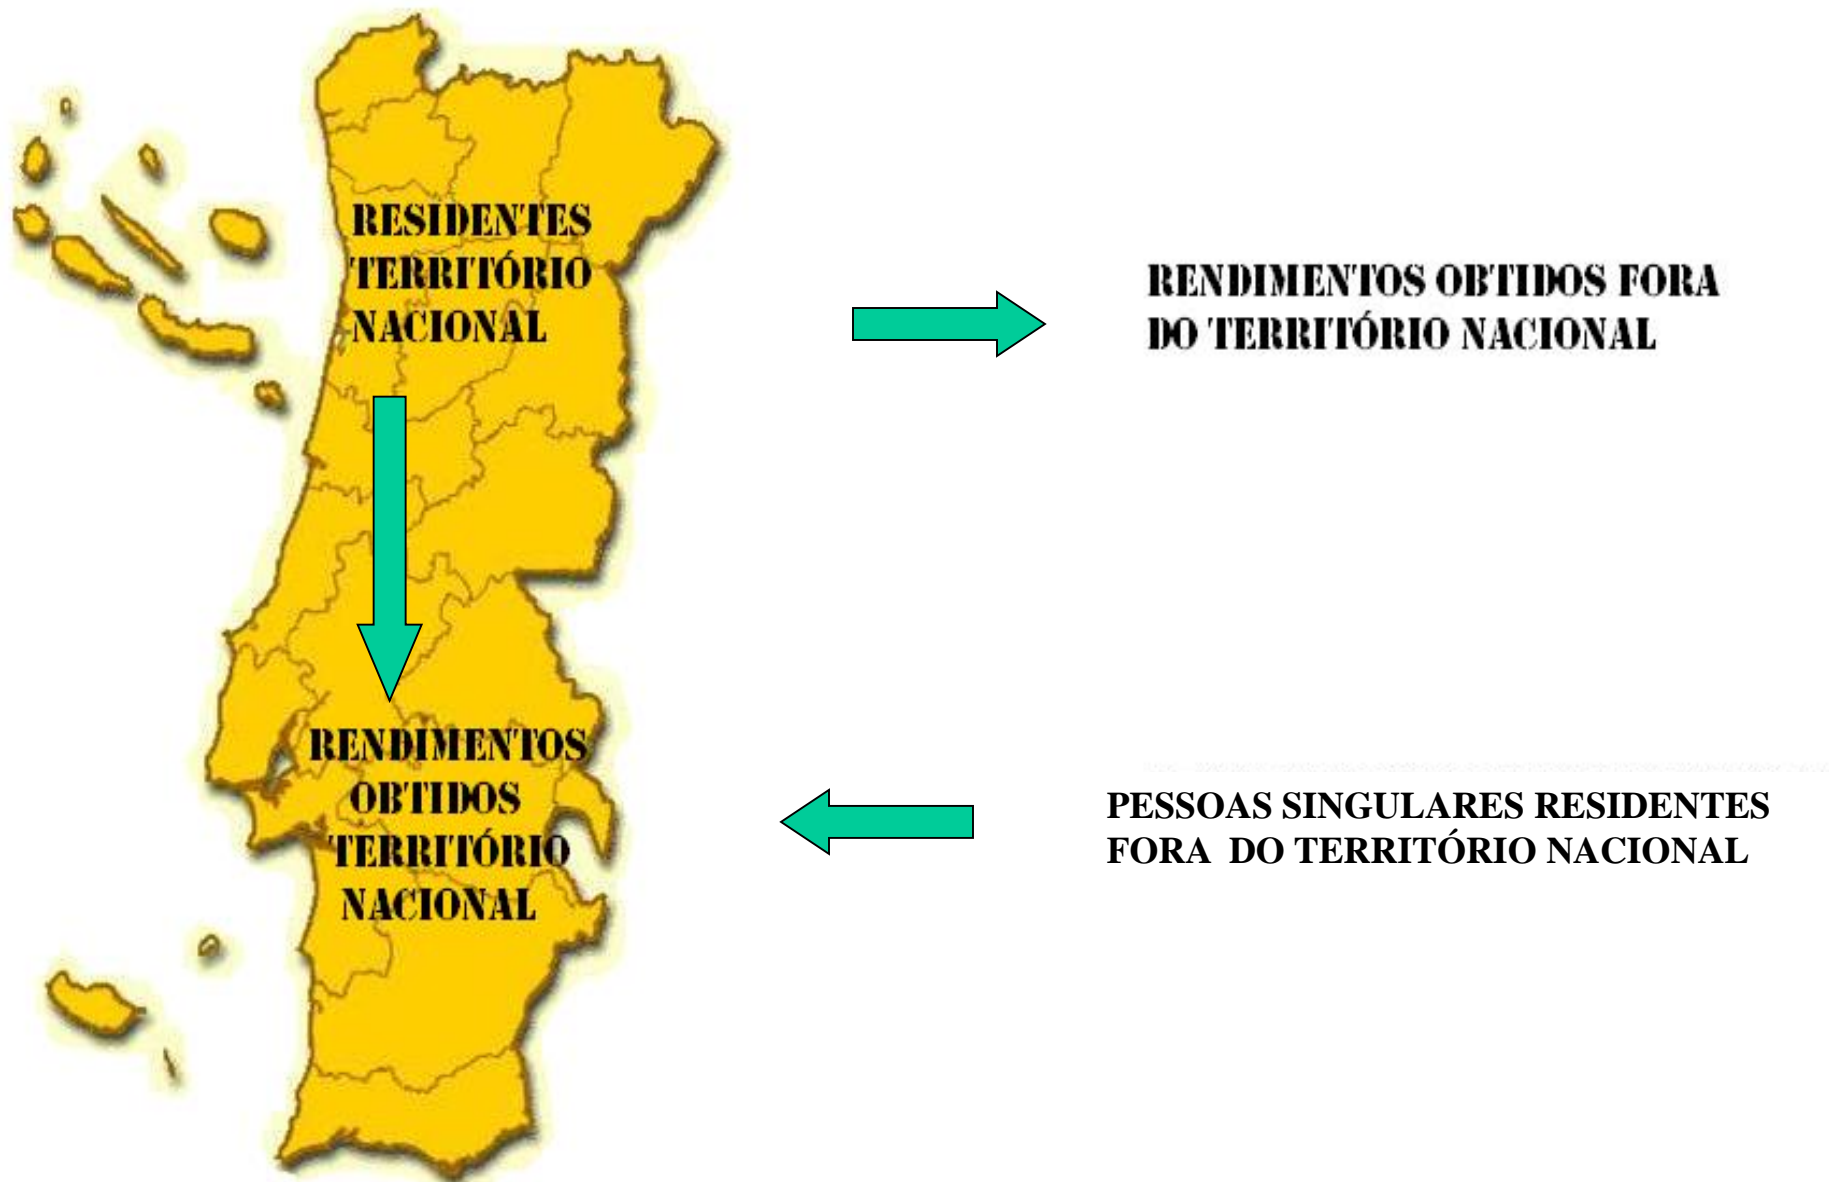 RESIDENTES
TERRITÓRIO
NACIONAL
RENDIMENTOS OBTIDOS FORA
DO TERRITÓRIO NACIONAL
RENDIMENTOS
OBTIDOS
TERRITÓRIO
NACIONAL
PESSOAS SINGULARES RESIDENTES
FORA DO TERRITÓRIO NACIONAL